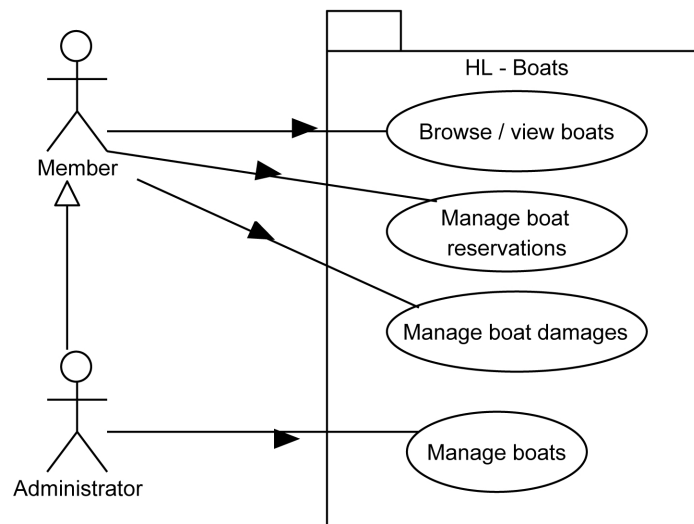 HL - Boats
Browse / view boats
Member
Manage boat
reservations
Manage boat damages
Manage boats
Administrator